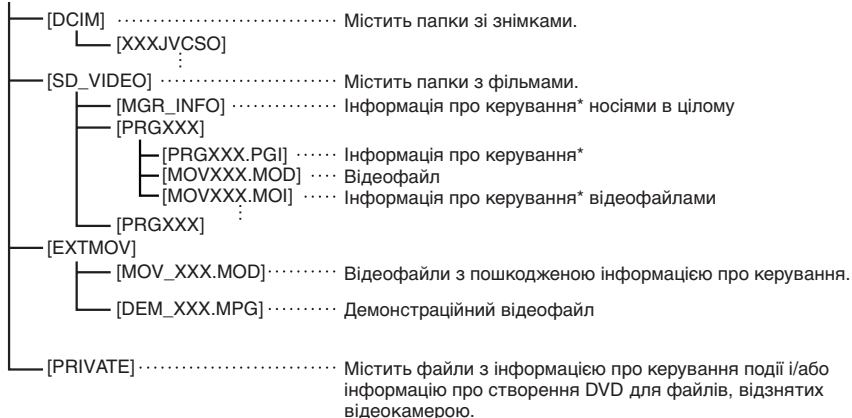 [DCIM] ........................... Містить папки зі знімками.
[XXXJVCSO]
[SD_VIDEO] ........................... Містить папки з фільмами.
[MGR_INFO] ............... Інформація про керування* носіями в цілому
[PRGXXX]
[PRGXXX.PGI] ...... Інформація про керування*
[MOVXXX.MOD] ..... Відеофайл
[MOVXXX.MOI] ...... Інформація про керування* відеофайлами
[PRGXXX]
[EXTMOV]
[MOV_XXX.MOD] .......... Відеофайли з пошкодженою інформацією про керування.
[DEM_XXX.MPG] .......... Демонстраційний відеофайл
[PRIVATE] ........................... Містить файли з інформацією про керування події і/або
інформацію про створення DVD для файлів, відзнятих
відеокамерою.